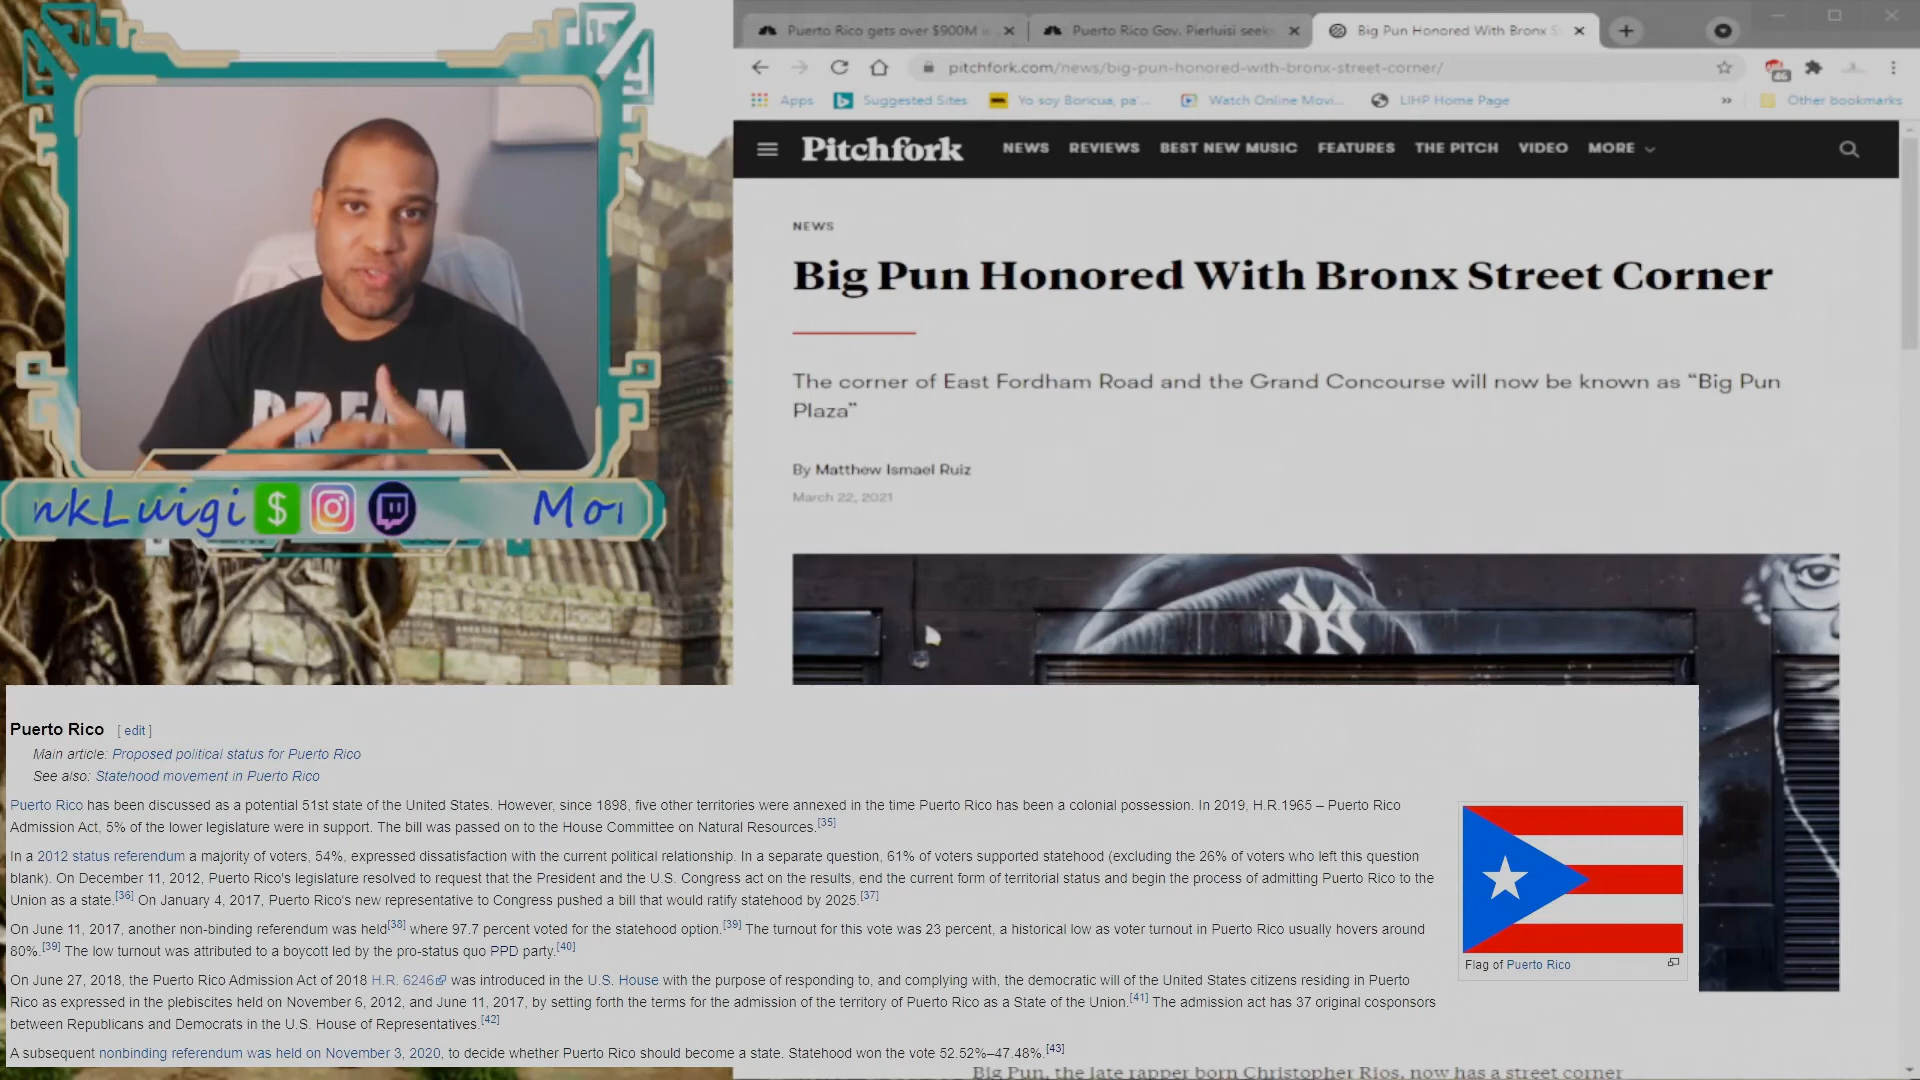 DREAM
nkLuigi $ Mo
Puerto Rico gets over $900M i
Puerto Rico Gov. Pierluisi seek
Big Pun Honored With Bronx S
pitchfork.com/news/big-pun-honored-with-bronx-street-corner/
Apps Suggested Sites Yo soy Boricua, pa'... Watch Online Movi... LIHP Home Page » Other bookmarks
Pitchfork NEWS REVIEWS BEST NEW MUSIC FEATURES THE PITCH VIDEO MORE
NEWS
Big Pun Honored With Bronx Street Corner
The corner of East Fordham Road and the Grand Concourse will now be known as “Big Pun
Plaza”
By Matthew Ismael Ruiz
March 22, 2021
NY
Puerto Rico [ edit ]
Main article: Proposed political status for Puerto Rico
See also: Statehood movement in Puerto Rico
Puerto Rico has been discussed as a potential 51st state of the United States. However, since 1898, five other territories were annexed in the time Puerto Rico has been a colonial possession. In 2019, H.R.1965 – Puerto Rico
Admission Act, 5% of the lower legislature were in support. The bill was passed on to the House Committee on Natural Resources.[35]
In a 2012 status referendum a majority of voters, 54%, expressed dissatisfaction with the current political relationship. In a separate question, 61% of voters supported statehood (excluding the 26% of voters who left this question
blank). On December 11, 2012, Puerto Rico's legislature resolved to request that the President and the U.S. Congress act on the results, end the current form of territorial status and begin the process of admitting Puerto Rico to the
Union as a state.[36] On January 4, 2017, Puerto Rico's new representative to Congress pushed a bill that would ratify statehood by 2025.[37]
On June 11, 2017, another non-binding referendum was held[38] where 97.7 percent voted for the statehood option.[39] The turnout for this vote was 23 percent, a historical low as voter turnout in Puerto Rico usually hovers around
80%.[39] The low turnout was attributed to a boycott led by the pro-status quo PPD party.[40]
On June 27, 2018, the Puerto Rico Admission Act of 2018 H.R. 6246 was introduced in the U.S. House with the purpose of responding to, and complying with, the democratic will of the United States citizens residing in Puerto
Rico as expressed in the plebiscites held on November 6, 2012, and June 11, 2017, by setting forth the terms for the admission of the territory of Puerto Rico as a State of the Union.[41] The admission act has 37 original cosponsors
between Republicans and Democrats in the U.S. House of Representatives.[42]
A subsequent nonbinding referendum was held on November 3, 2020, to decide whether Puerto Rico should become a state. Statehood won the vote 52.52%–47.48%.[43]
Flag of Puerto Rico
Big Pun, the late rapper born Christopher Rios, now has a street corner